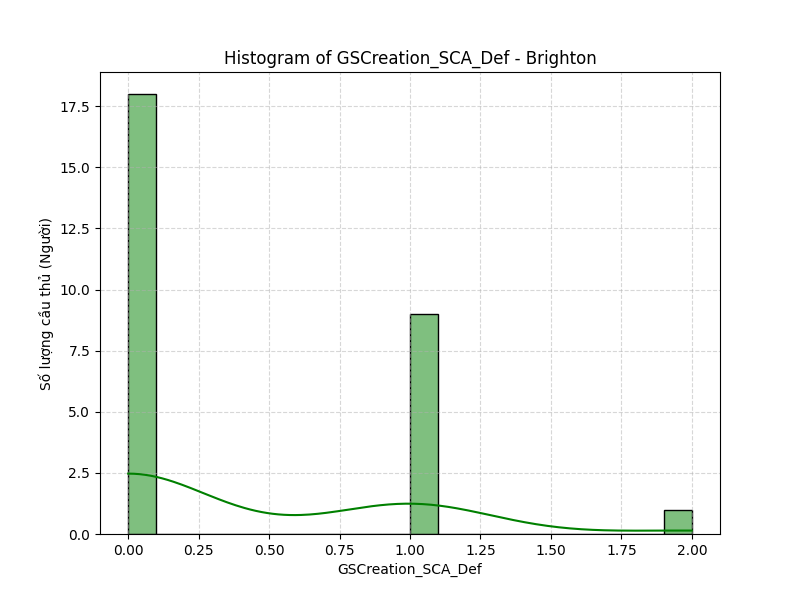 Histogram of GSCreation_SCA_Def - Brighton
Số lượng cầu thủ (Người)
17.5
15.0
12.5
10.0
7.5
5.0
2.5
0.0
0.00 0.25 0.50 0.75 1.00 1.25 1.50 1.75 2.00
GSCreation_SCA_Def